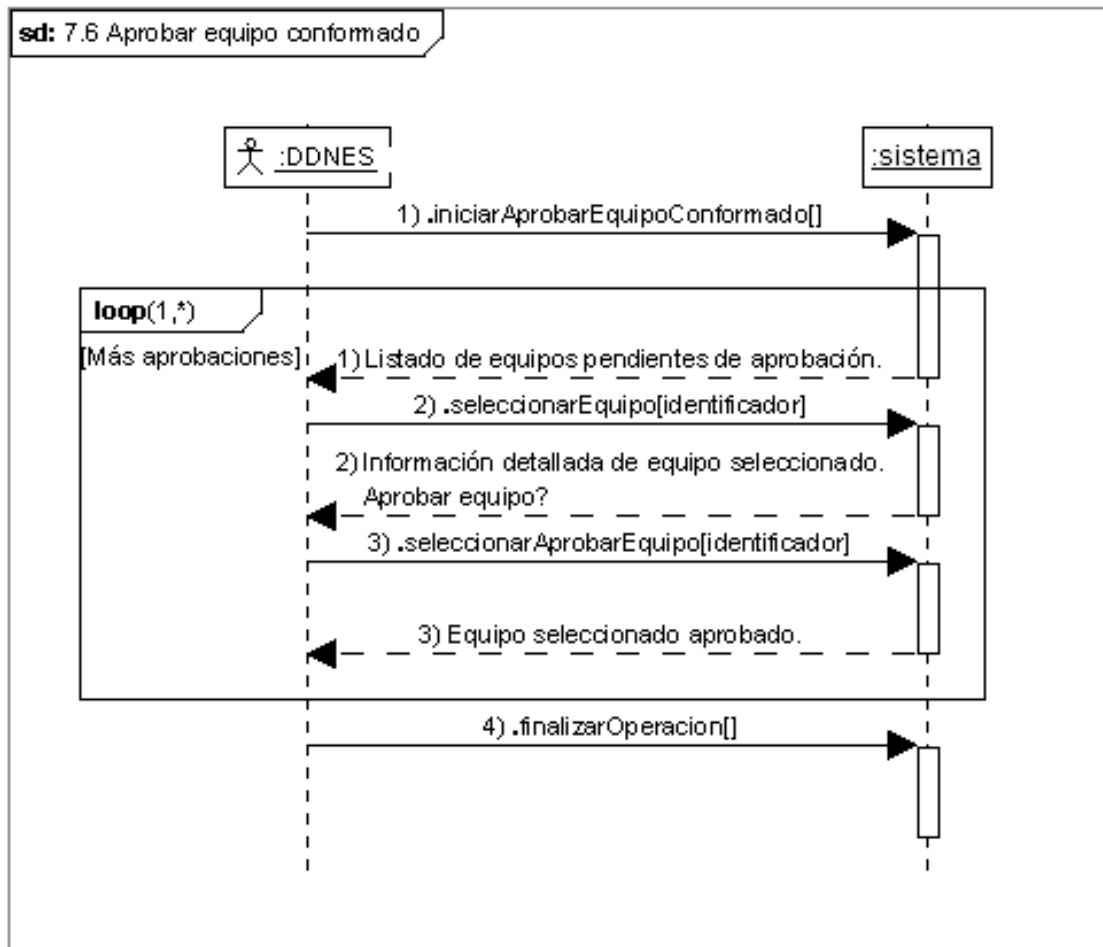 sd: 7.6 Aprobar equipo conformado
:DDNES
:sistema
1) .iniciarAprobarEquipoConformado[]
loop(1,*)
[Más aprobaciones]
1) Listado de equipos pendientes de aprobación.
2) .seleccionarEquipo[identificador]
2) Información detallada de equipo seleccionado.
Aprobar equipo?
3) .seleccionarAprobarEquipo[identificador]
3) Equipo seleccionado aprobado.
4) .finalizarOperacion[]